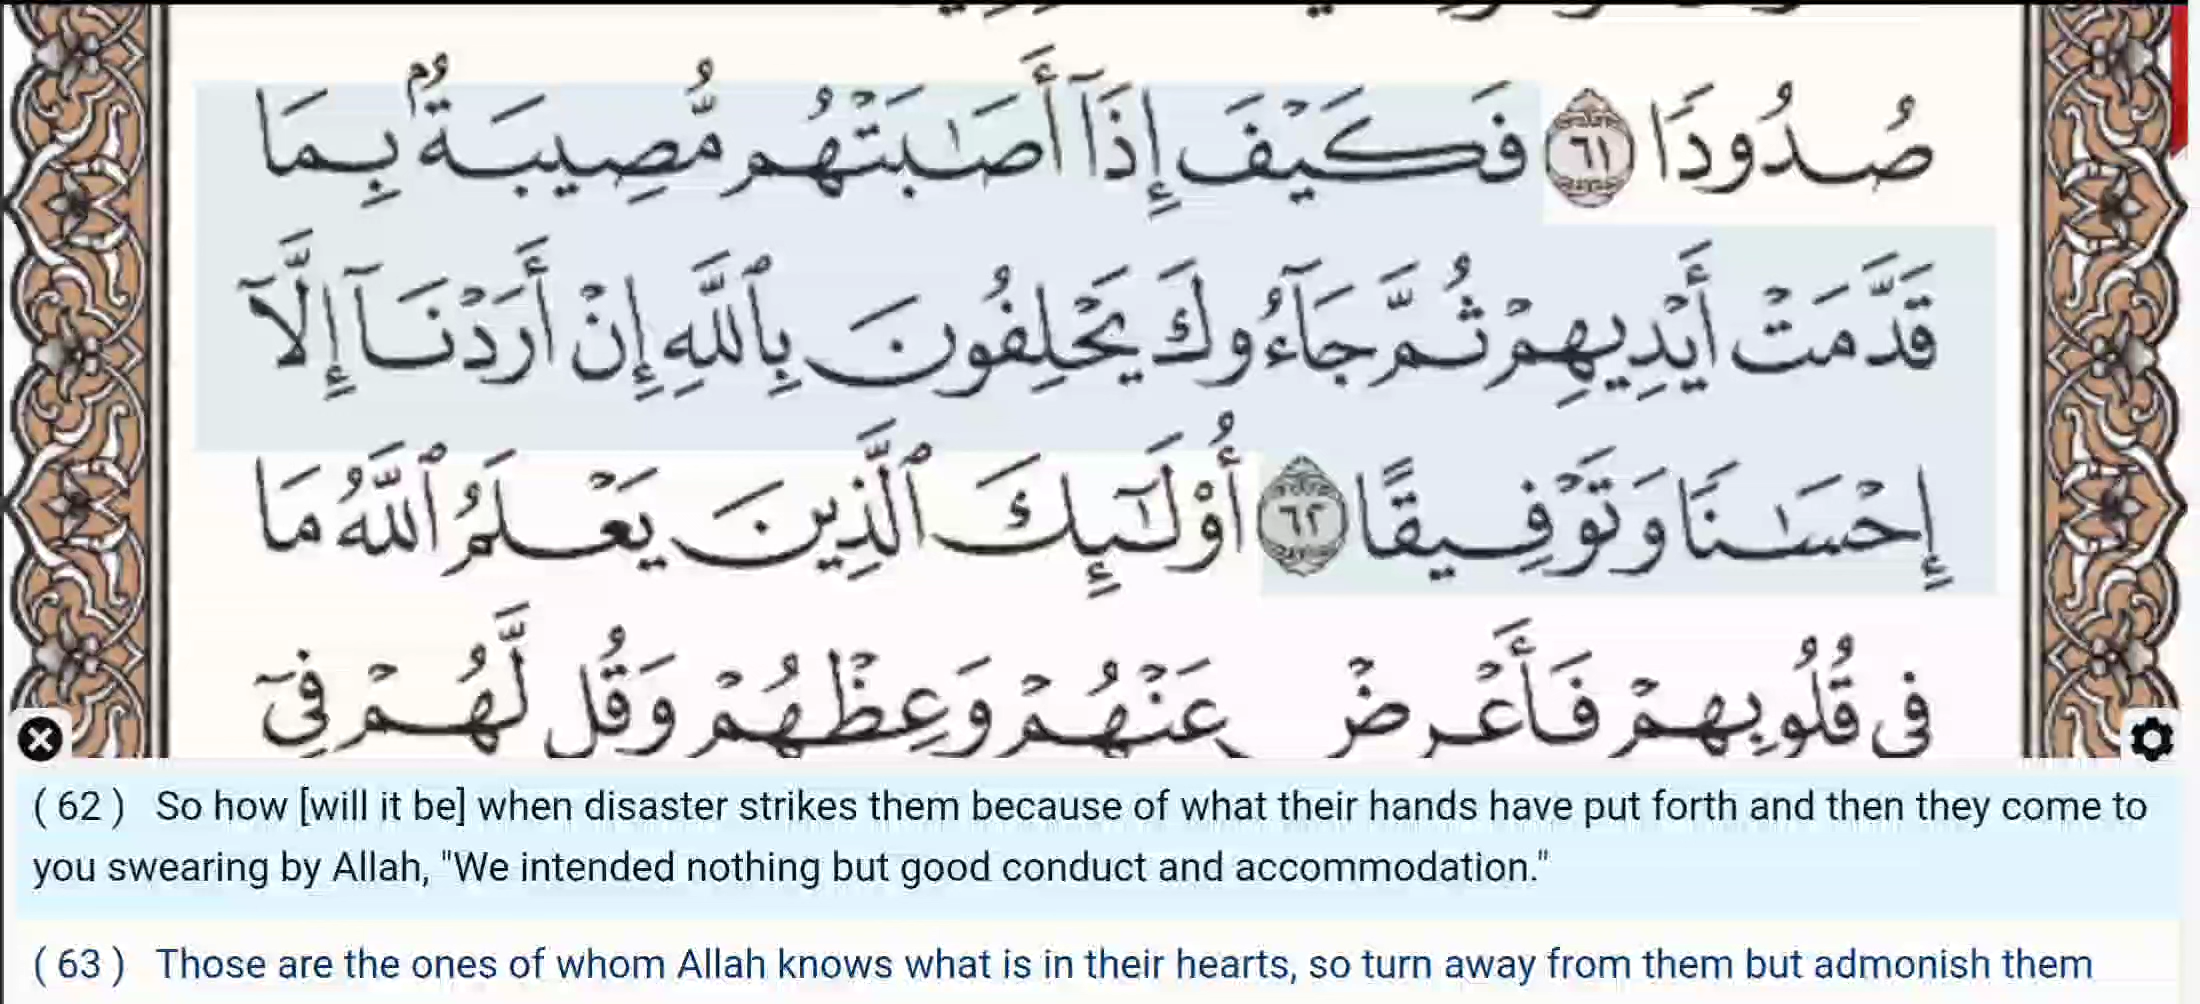 صُدُودٗا ٦١ فَكَيۡفَ إِذَآ أَصَٰبَتۡهُم مُّصِيبَةُۢ بِمَا
قَدَّمَتۡ أَيۡدِيهِمۡ ثُمَّ جَآءُوكَ يَحۡلِفُونَ بِٱللَّهِ إِنۡ أَرَدۡنَآ إِلَّآ
إِحۡسَٰنٗا وَتَوۡفِيقًا ٦٢ أُوْلَٰٓئِكَ ٱلَّذِينَ يَعۡلَمُ ٱللَّهُ مَا
فِي قُلُوبِهِمۡ فَأَعۡرِضۡ عَنۡهُمۡ وَعِظۡهُمۡ وَقُل لَّهُمۡ فِيٓ
( 62 ) So how [will it be] when disaster strikes them because of what their hands have put forth and then they come to
you swearing by Allah, "We intended nothing but good conduct and accommodation."
( 63 ) Those are the ones of whom Allah knows what is in their hearts, so turn away from them but admonish them